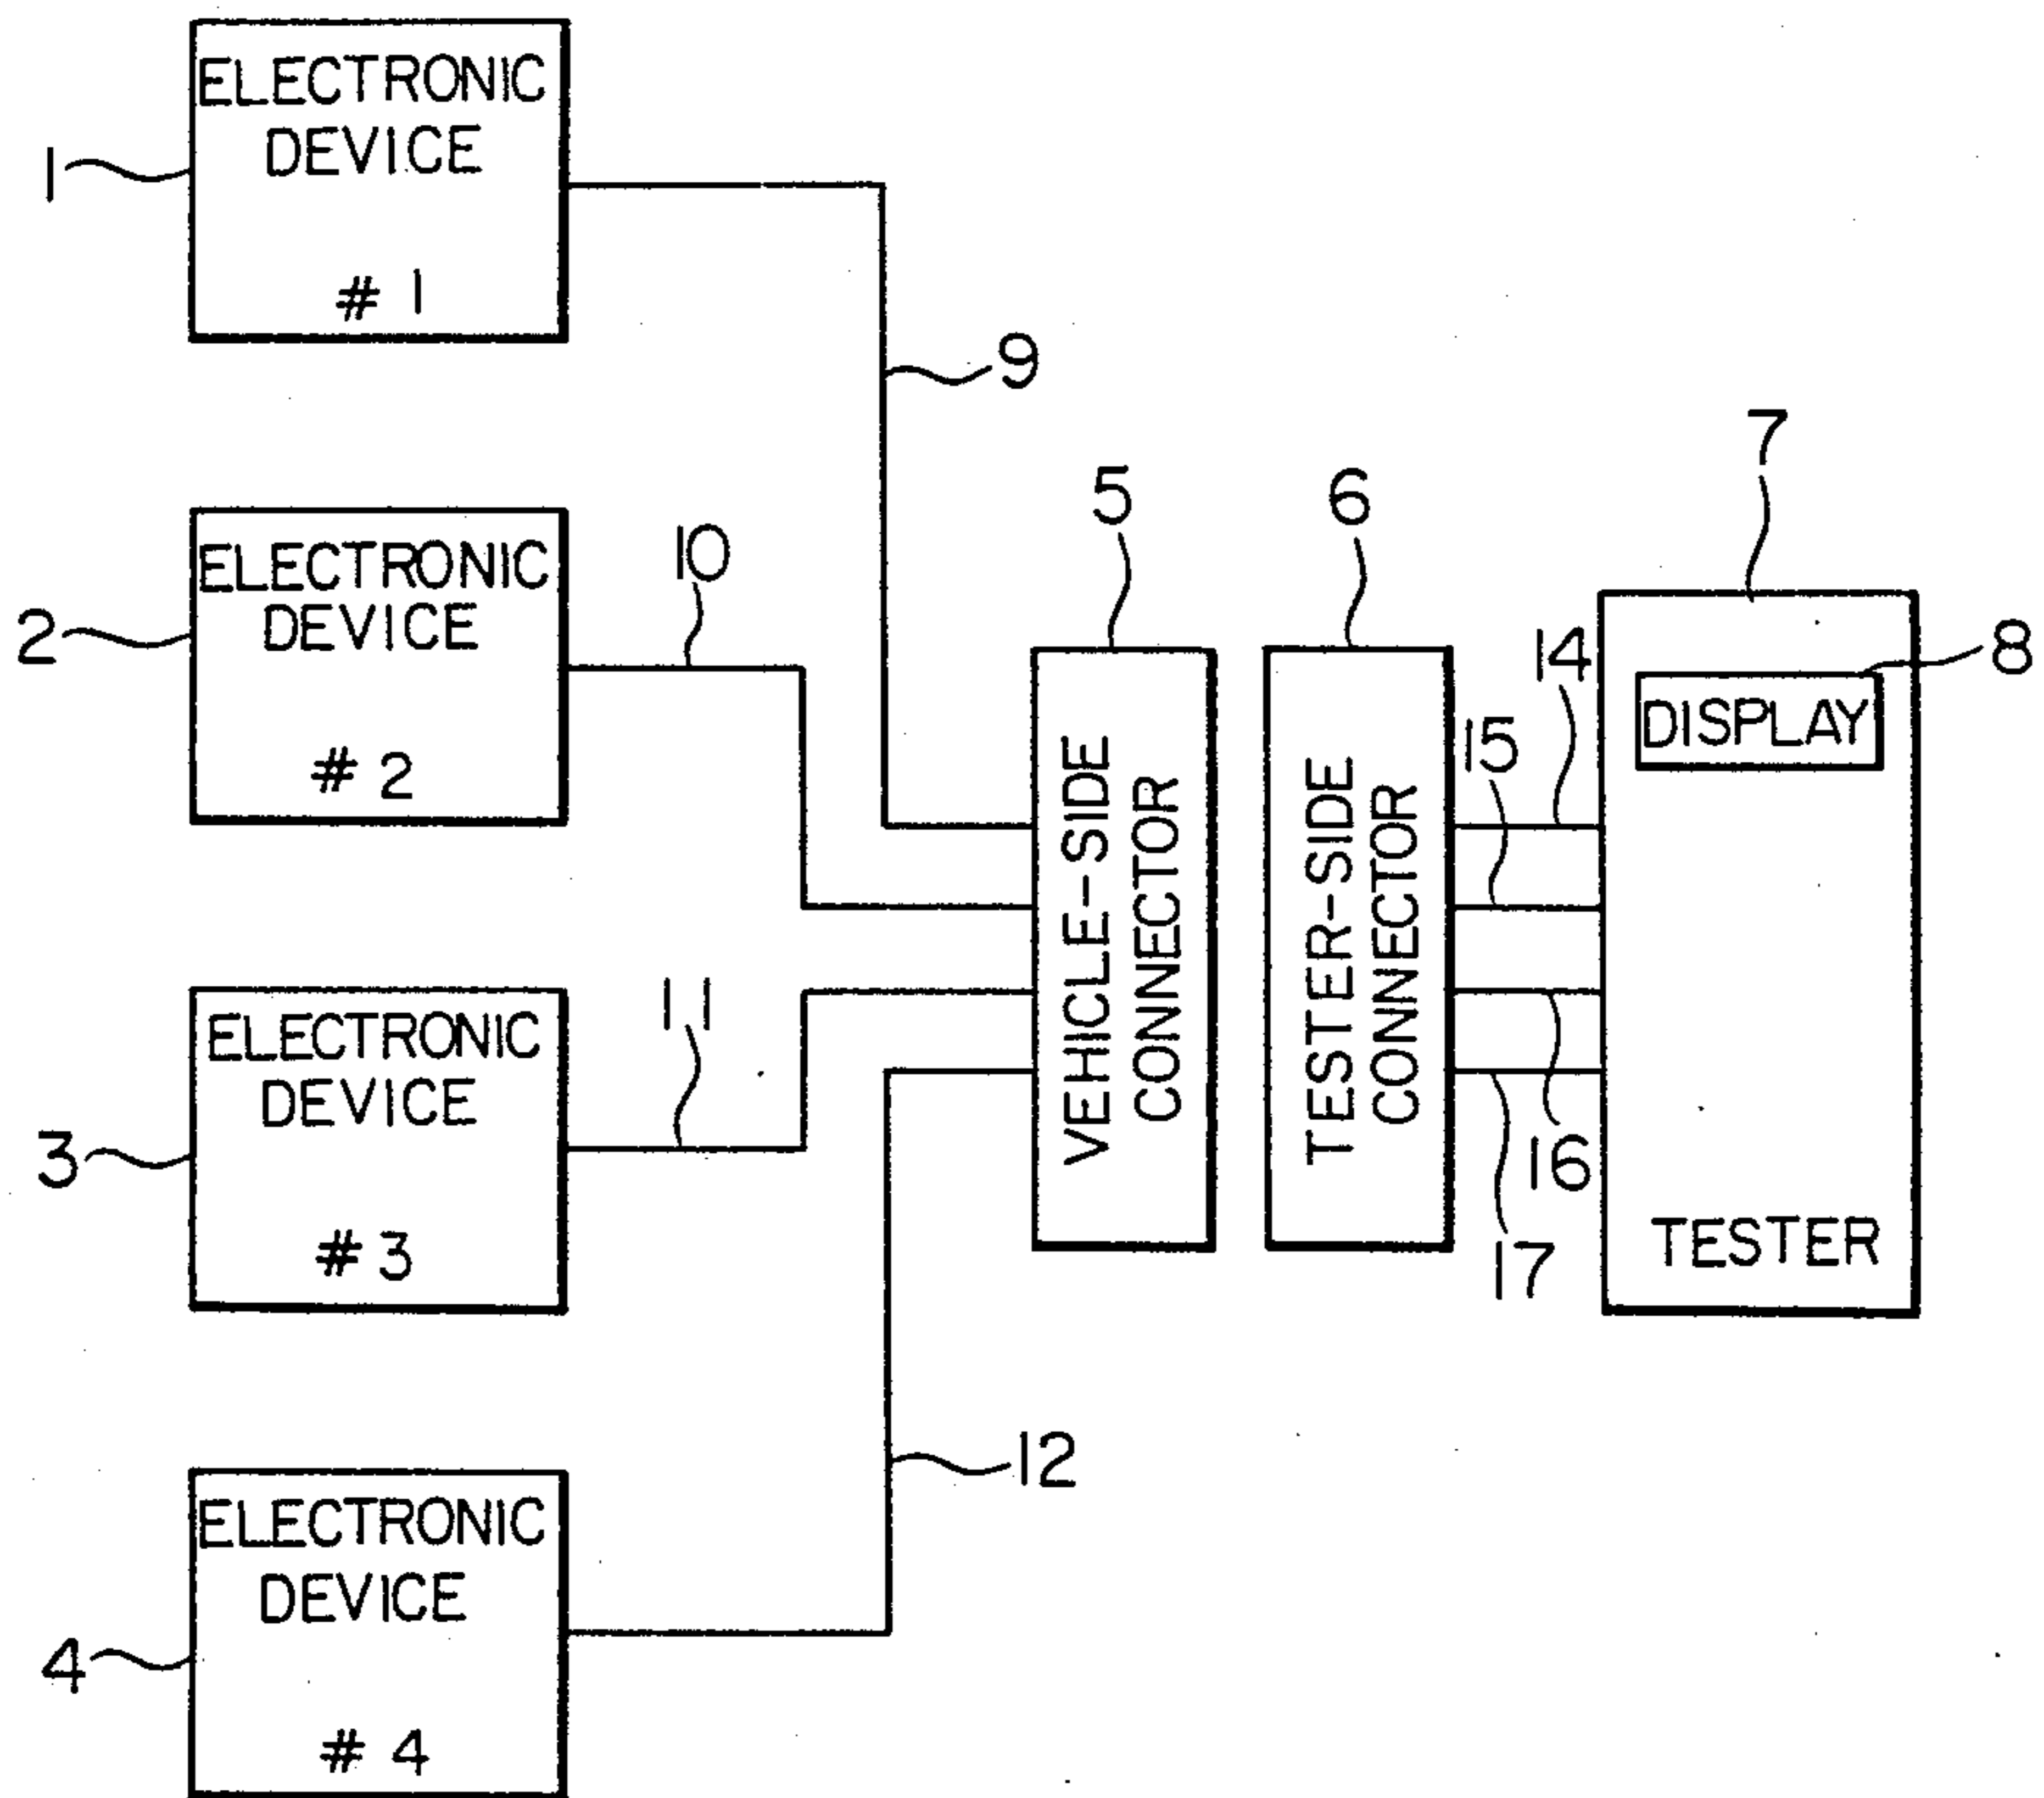 ELECTRONIC
DEVICE
# 1
1
9
ELECTRONIC
DEVICE
# 2
2
10
ELECTRONIC
DEVICE
# 3
3
11
ELECTRONIC
DEVICE
# 4
4
12
5
VEHICLE-SIDE
CONNECTOR
6
TESTER-SIDE
CONNECTOR
14
15
16
17
7
8
DISPLAY
TESTER